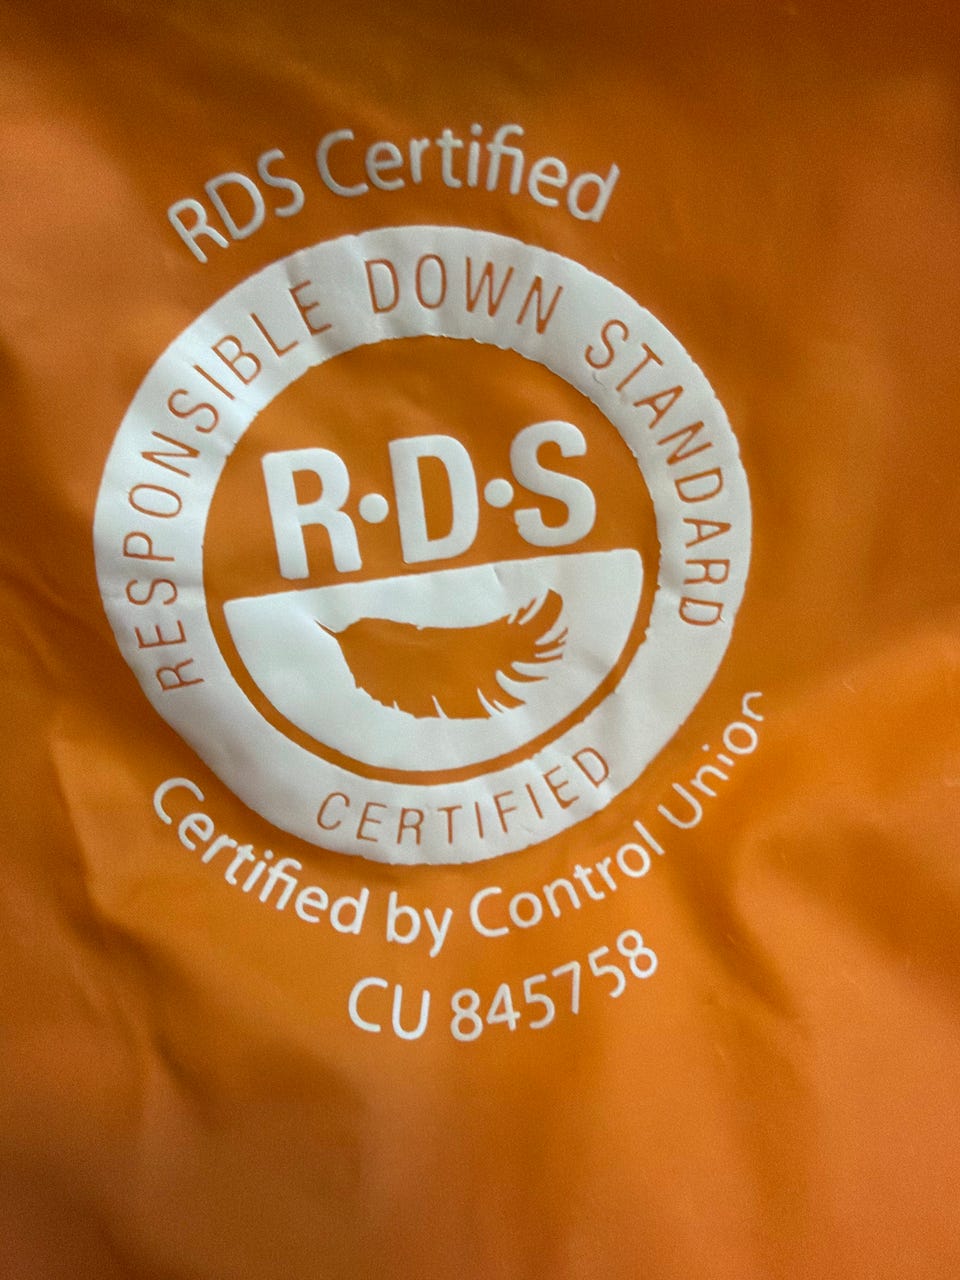 RDS Certified
RESPONSIBLE DOWN STANDARD
R·D·S
CERTIFIED
Certified by Control Union
CU 845758